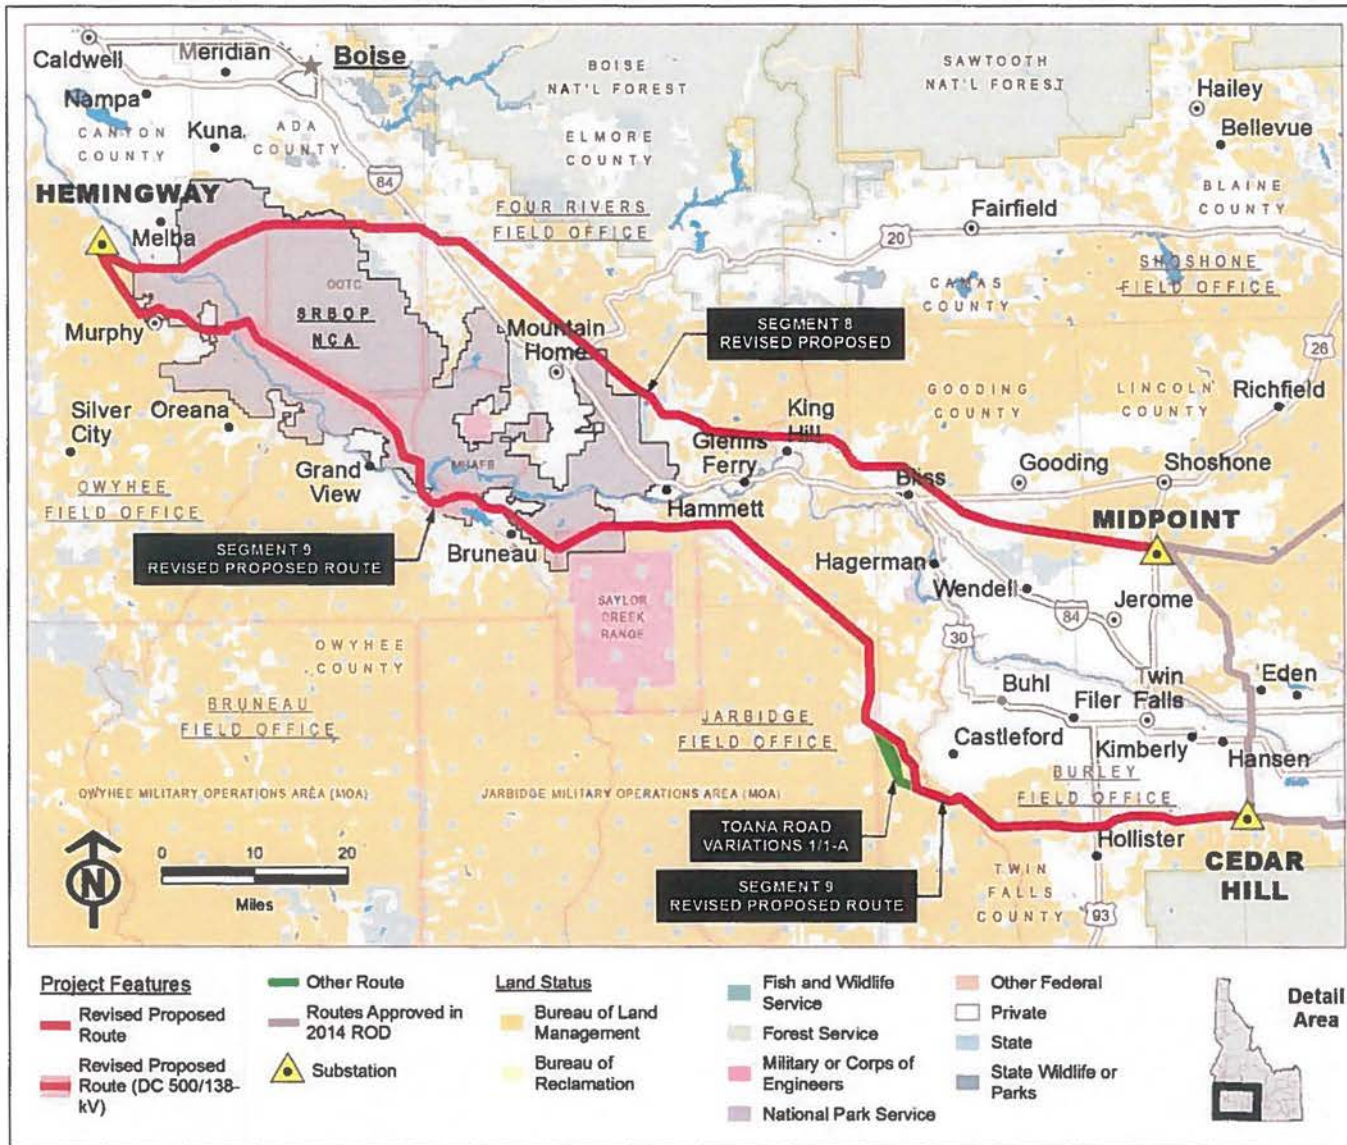 Caldwell
Meridian
Boise
BOISE
NAT'L FOREST
SAWTOOTH
NAT'L FOREST
Hailey
Nampa
Kuna
ADA
COUNTY
CANYON
COUNTY
ELMORE
COUNTY
Bellevue
84
BLAINE
COUNTY
HEMINGWAY
FOUR RIVERS
FIELD OFFICE
Fairfield
20
Melba
SHOSHONE
FIELD OFFICE
CAMAS
COUNTY
SRBOP
NCA
Murphy
Mountain
Home
SEGMENT 8
REVISED PROPOSED
26
GOODING
COUNTY
LINCOLN
COUNTY
Richfield
Silver
City
Oreana
King
Hill
Glenns
Ferry
Grand
View
MHAFB
Gooding
Shoshone
OWYHEE
FIELD OFFICE
Bliss
Hammett
MIDPOINT
SEGMENT 9
REVISED PROPOSED ROUTE
Bruneau
Hagerman
Wendell
SAYLOR
CREEK
RANGE
Jerome
84
30
OWYHEE
COUNTY
Twin
Falls
Eden
Buhl
Filer
BRUNEAU
FIELD OFFICE
JARBIDGE
FIELD OFFICE
Castleford
Kimberly
Hansen
BURLEY
FIELD OFFICE
OWYHEE MILITARY OPERATIONS AREA (MOA)
JARBIDGE MILITARY OPERATIONS AREA (MOA)
TOANA ROAD
VARIATIONS 1/1-A
Hollister
CEDAR
HILL
N
0 10 20
Miles
SEGMENT 9
REVISED PROPOSED ROUTE
TWIN
FALLS
COUNTY
93
Project Features
Revised Proposed
Route
Revised Proposed
Route (DC 500/138-
kV)
Other Route
Routes Approved in
2014 ROD
Substation
Land Status
Bureau of Land
Management
Bureau of
Reclamation
Fish and Wildlife
Service
Forest Service
Military or Corps of
Engineers
National Park Service
Other Federal
Private
State
State Wildlife or
Parks
Detail
Area